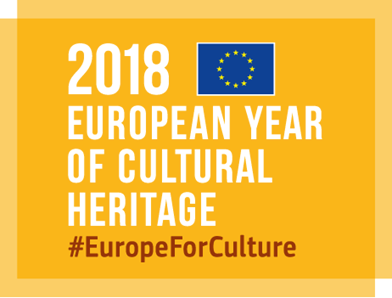 2018
EUROPEAN YEAR
OF CULTURAL
HERITAGE
#EuropeForCulture